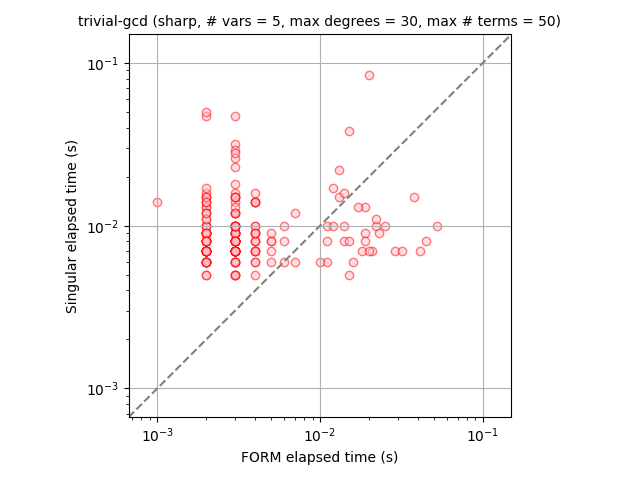 trivial-gcd (sharp, # vars = 5, max degrees = 30, max # terms = 50)
Singular elapsed time (s)
10⁻¹
10⁻²
10⁻³
10⁻³ 10⁻² 10⁻¹
FORM elapsed time (s)